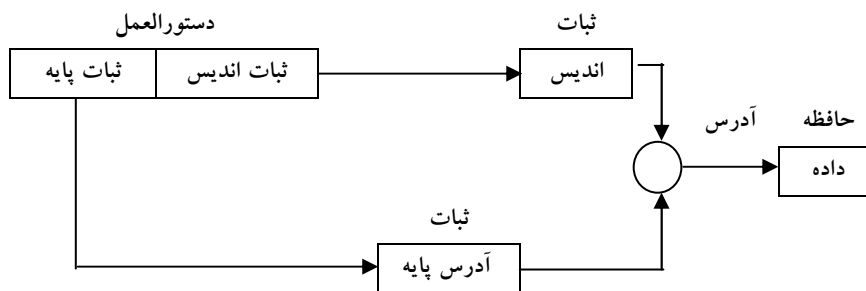 دستورالعمل
ثبات
ثبات پایه
ثبات اندیس
اندیس
آدرس
حافظه
داده
ثبات
آدرس پایه